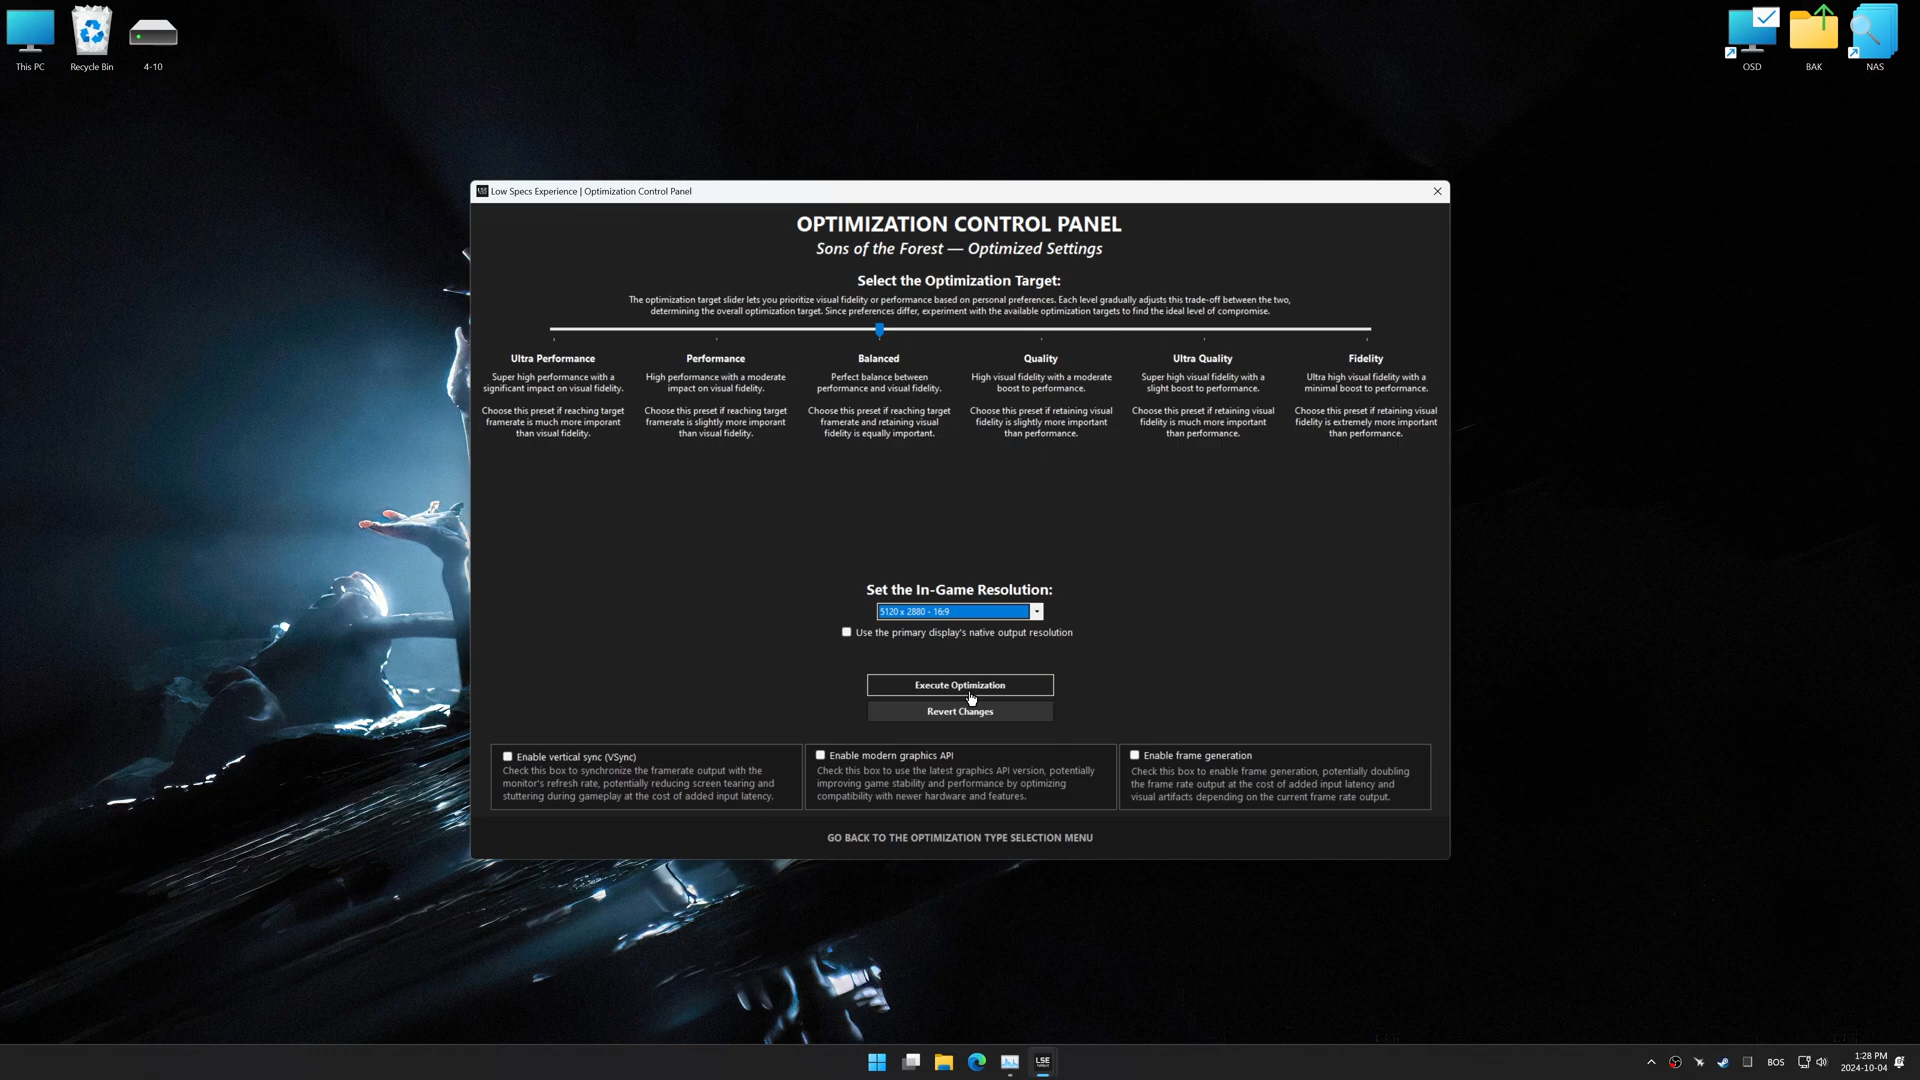 This PC
Recycle Bin
4-10
OSD
BAK
NAS
Low Specs Experience | Optimization Control Panel
OPTIMIZATION CONTROL PANEL
Sons of the Forest — Optimized Settings
Select the Optimization Target:
The optimization target slider lets you prioritize visual fidelity or performance based on personal preferences. Each level gradually adjusts this trade-off between the two,
determining the overall optimization target. Since preferences differ, experiment with the available optimization targets to find the ideal level of compromise.
Ultra Performance
Super high performance with a
significant impact on visual fidelity.
Choose this preset if reaching target
framerate is much more imporant
than visual fidelity.
Performance
High performance with a moderate
impact on visual fidelity.
Choose this preset if reaching target
framerate is slightly more imporant
than visual fidelity.
Balanced
Perfect balance between
performance and visual fidelity.
Choose this preset if reaching target
framerate and retaining visual
fidelity is equally important.
Quality
High visual fidelity with a moderate
boost to performance.
Choose this preset if retaining visual
fidelity is slightly more important
than performance.
Ultra Quality
Super high visual fidelity with a
slight boost to performance.
Choose this preset if retaining visual
fidelity is much more important
than performance.
Fidelity
Ultra high visual fidelity with a
minimal boost to performance.
Choose this preset if retaining visual
fidelity is extremely more important
than performance.
Set the In-Game Resolution:
5120 x 2880 - 16:9
Use the primary display's native output resolution
Execute Optimization
Revert Changes
Enable vertical sync (VSync)
Check this box to synchronize the framerate output with the
monitor's refresh rate, potentially reducing screen tearing and
stuttering during gameplay at the cost of added input latency.
Enable modern graphics API
Check this box to use the latest graphics API version, potentially
improving game stability and performance by optimizing
compatibility with newer hardware and features.
Enable frame generation
Check this box to enable frame generation, potentially doubling
the frame rate output at the cost of added input latency and
visual artifacts depending on the current frame rate output.
GO BACK TO THE OPTIMIZATION TYPE SELECTION MENU
LSE
BOS
1:28 PM
2024-10-04